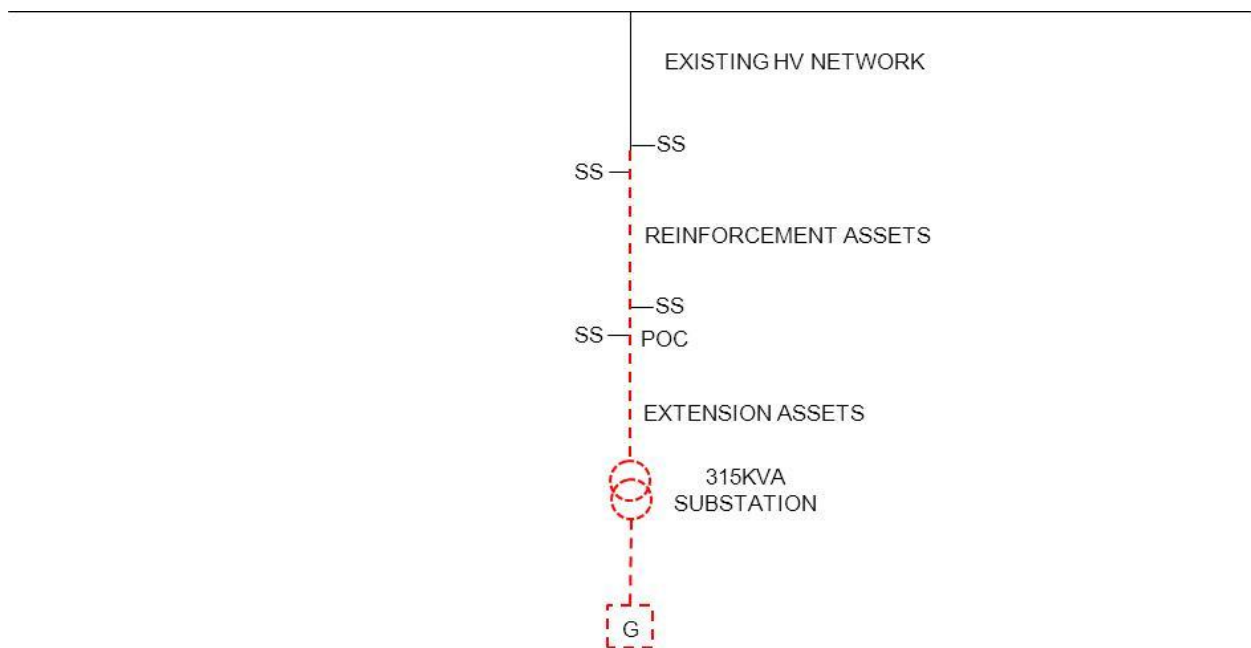 EXISTING HV NETWORK
SS
SS
REINFORCEMENT ASSETS
SS
SS
POC
EXTENSION ASSETS
315KVA
SUBSTATION
G